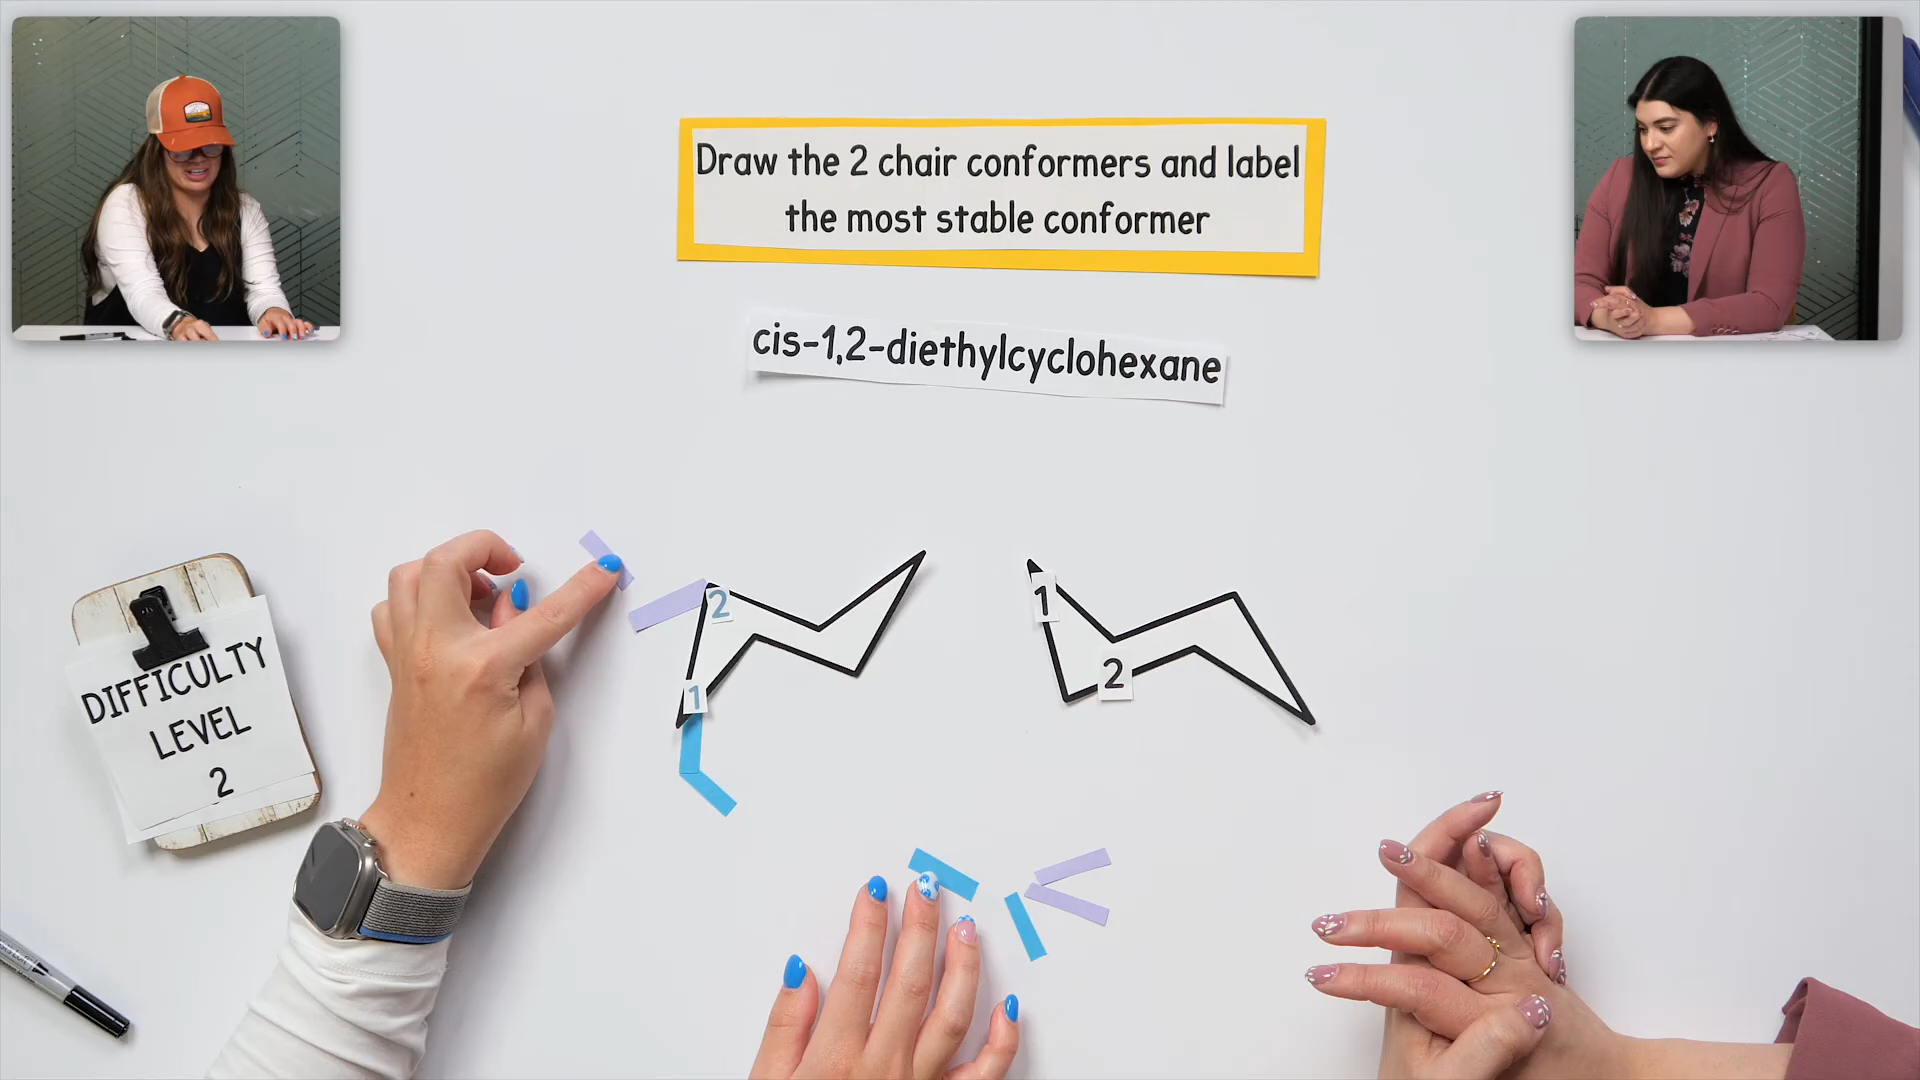 Draw the 2 chair conformers and label
the most stable conformer
cis-1,2-diethylcyclohexane
DIFFICULTY
LEVEL
2
2
1
1
2